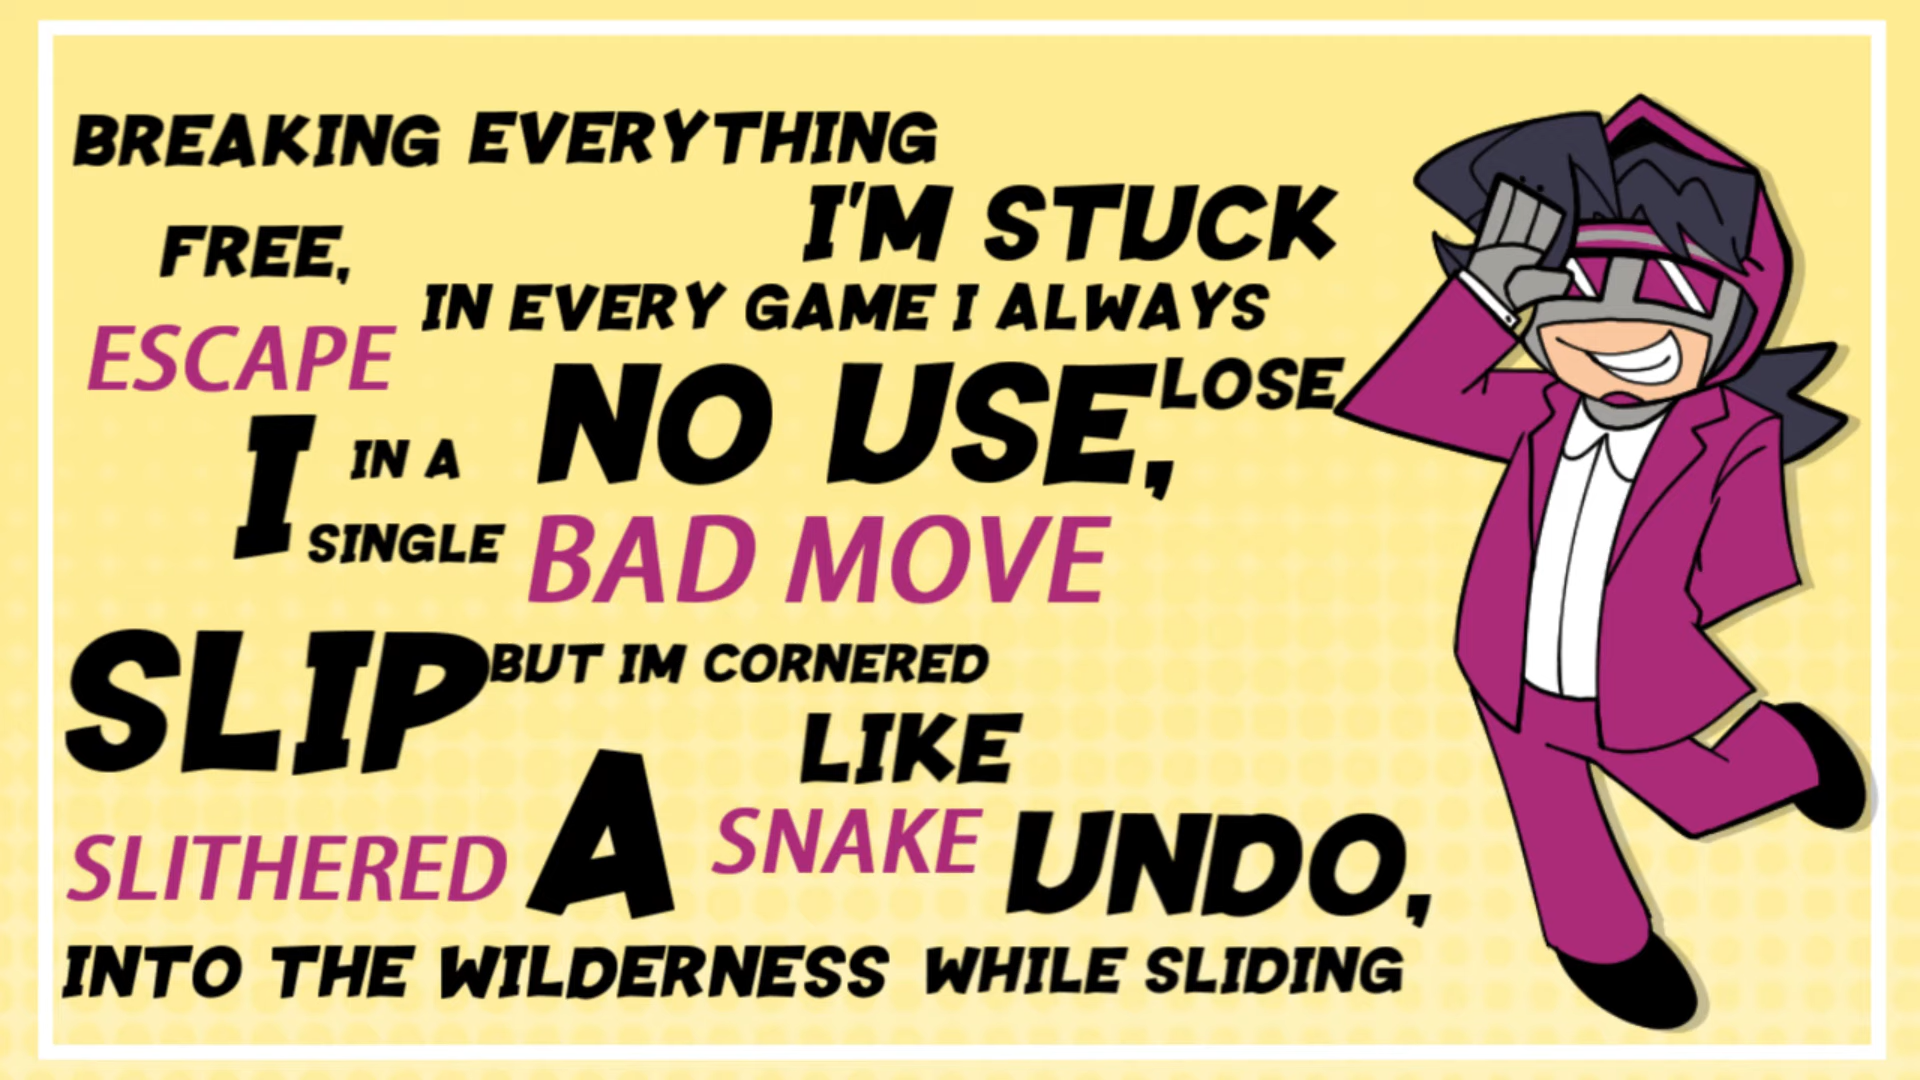 BREAKING EVERYTHING
I'M STUCK
FREE,
IN EVERY GAME I ALWAYS
ESCAPE
LOSE
NO USE,
I
IN A
SINGLE
BAD MOVE
SLIP
BUT IM CORNERED
LIKE
A
SLITHERED
SNAKE
UNDO,
INTO THE WILDERNESS
WHILE SLIDING